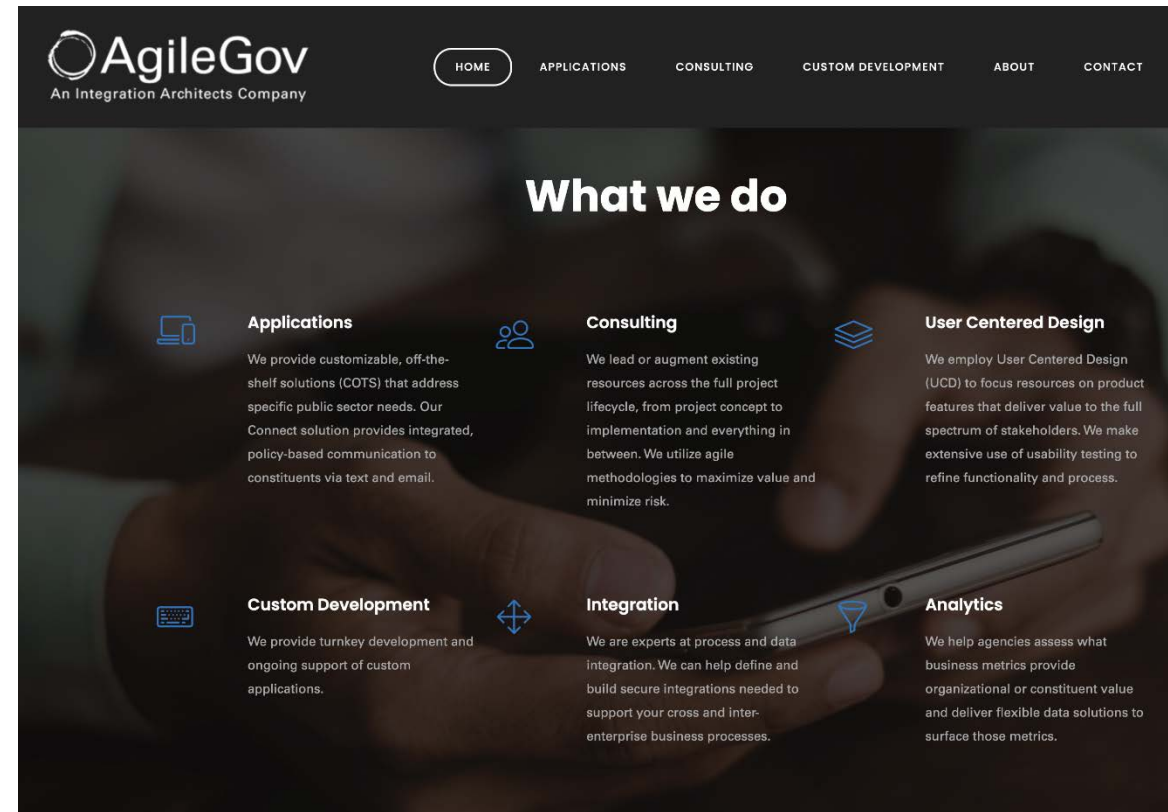 AgileGov
An Integration Architects Company
HOME
APPLICATIONS
CONSULTING
CUSTOM DEVELOPMENT
ABOUT
CONTACT
What we do
Applications
We provide customizable, off-the-
shelf solutions (COTS) that address
specific public sector needs. Our
Connect solution provides integrated,
policy-based communication to
constituents via text and email.
Consulting
We lead or augment existing
resources across the full project
lifecycle, from project concept to
implementation and everything in
between. We utilize agile
methodologies to maximize value and
minimize risk.
User Centered Design
We employ User Centered Design
(UCD) to focus resources on product
features that deliver value to the full
spectrum of stakeholders. We make
extensive use of usability testing to
refine functionality and process.
Custom Development
We provide turnkey development and
ongoing support of custom
applications.
Integration
We are experts at process and data
integration. We can help define and
build secure integrations needed to
support your cross and inter-
enterprise business processes.
Analytics
We help agencies assess what
business metrics provide
organizational or constituent value
and deliver flexible data solutions to
surface those metrics.